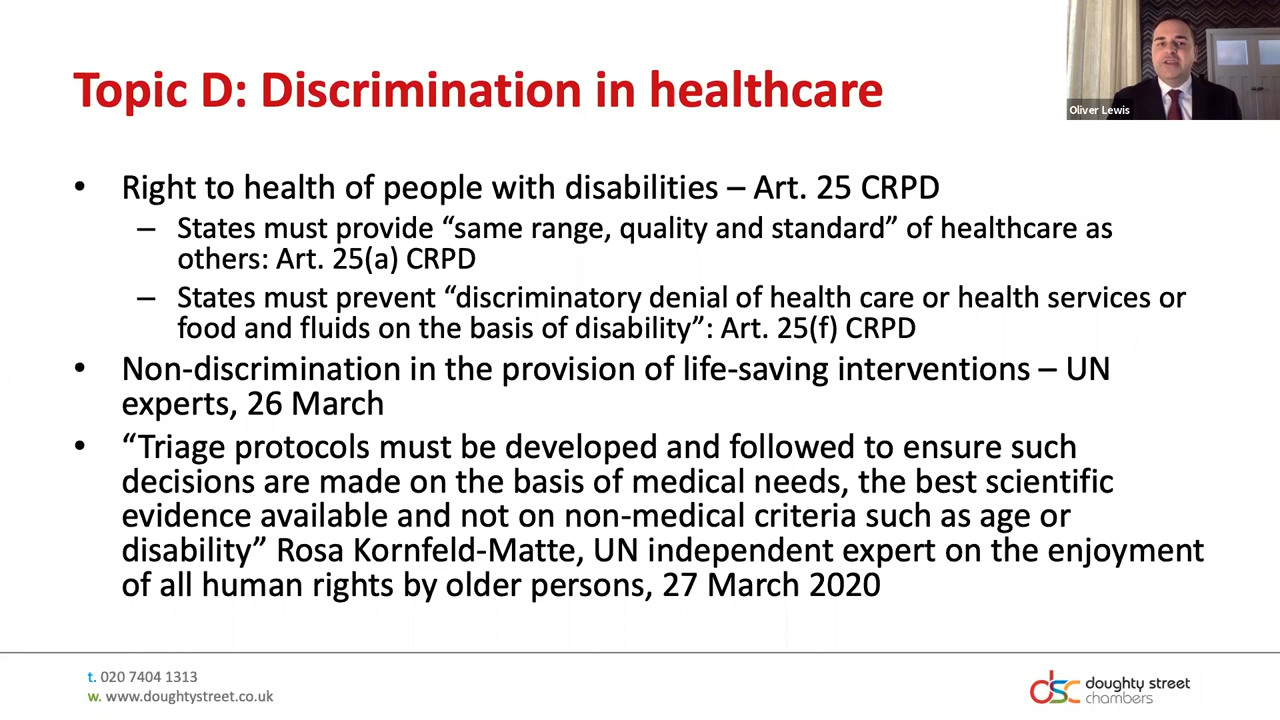 Topic D: Discrimination in healthcare
Oliver Lewis
• Right to health of people with disabilities – Art. 25 CRPD
– States must provide “same range, quality and standard” of healthcare as
others: Art. 25(a) CRPD
– States must prevent “discriminatory denial of health care or health services or
food and fluids on the basis of disability”: Art. 25(f) CRPD
• Non-discrimination in the provision of life-saving interventions – UN
experts, 26 March
• “Triage protocols must be developed and followed to ensure such
decisions are made on the basis of medical needs, the best scientific
evidence available and not on non-medical criteria such as age or
disability” Rosa Kornfeld-Matte, UN independent expert on the enjoyment
of all human rights by older persons, 27 March 2020
t. 020 7404 1313
w. www.doughtystreet.co.uk
dsc doughty street
chambers